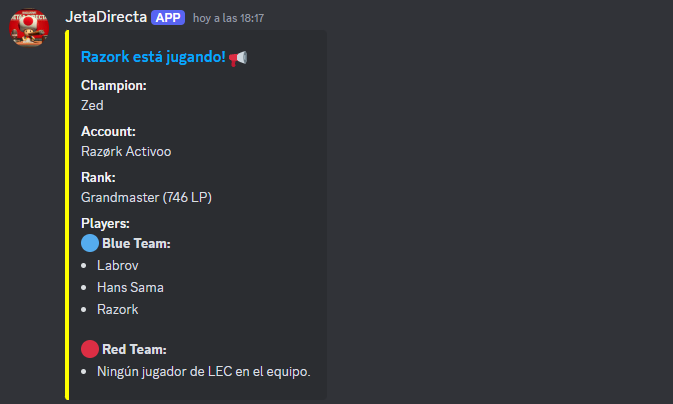 JetaDirecta APP hoy a las 18:17
Razork está jugando!
Champion:
Zed
Account:
Razørk Activoo
Rank:
Grandmaster (746 LP)
Players:
Blue Team:
• Labrov
• Hans Sama
• Razork
Red Team:
• Ningún jugador de LEC en el equipo.